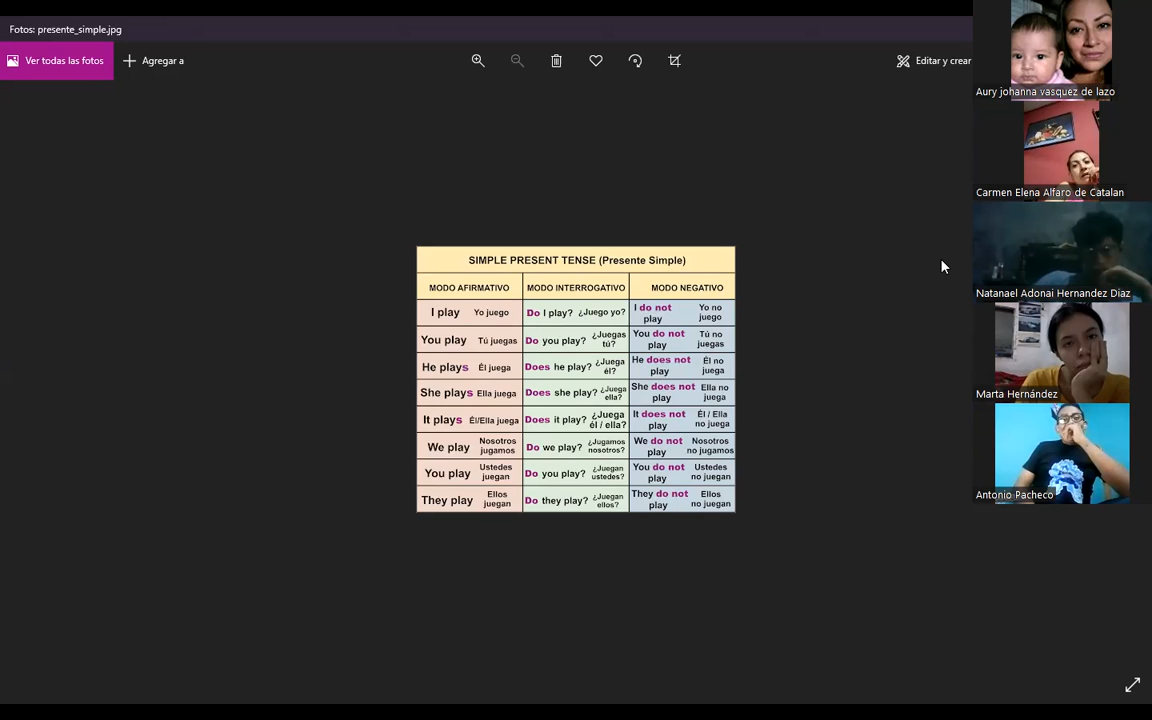 Fotos: presente_simple.jpg
Ver todas las fotos
Agregar a
Editar y crear
SIMPLE PRESENT TENSE (Presente Simple)
MODO AFIRMATIVO MODO INTERROGATIVO MODO NEGATIVO
I play Yo juego Do I play? ¿Juego yo? I do not play Yo no juego
You play Tú juegas Do you play? ¿Juegas tú? You do not play Tú no juegas
He plays Él juega Does he play? ¿Juega él? He does not play Él no juega
She plays Ella juega Does she play? ¿Juega ella? She does not play Ella no juega
It plays Él/Ella juega Does it play? ¿Juega él / ella? It does not play Él / Ella no juega
We play Nosotros jugamos Do we play? ¿Jugamos nosotros? We do not play Nosotros no jugamos
You play Ustedes juegan Do you play? ¿Juegan ustedes? You do not play Ustedes no juegan
They play Ellos juegan Do they play? ¿Juegan ellos? They do not play Ellos no juegan
Aury johanna vasquez de lazo
Carmen Elena Alfaro de Catalan
Natanael Adonai Hernandez Diaz
Marta Hernández
Antonio Pacheco